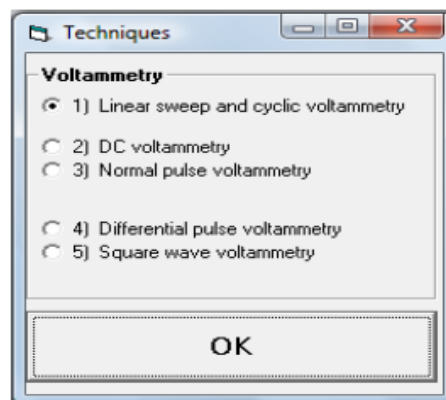 Techniques
Voltammetry
1) Linear sweep and cyclic voltammetry
2) DC voltammetry
3) Normal pulse voltammetry
4) Differential pulse voltammetry
5) Square wave voltammetry
OK